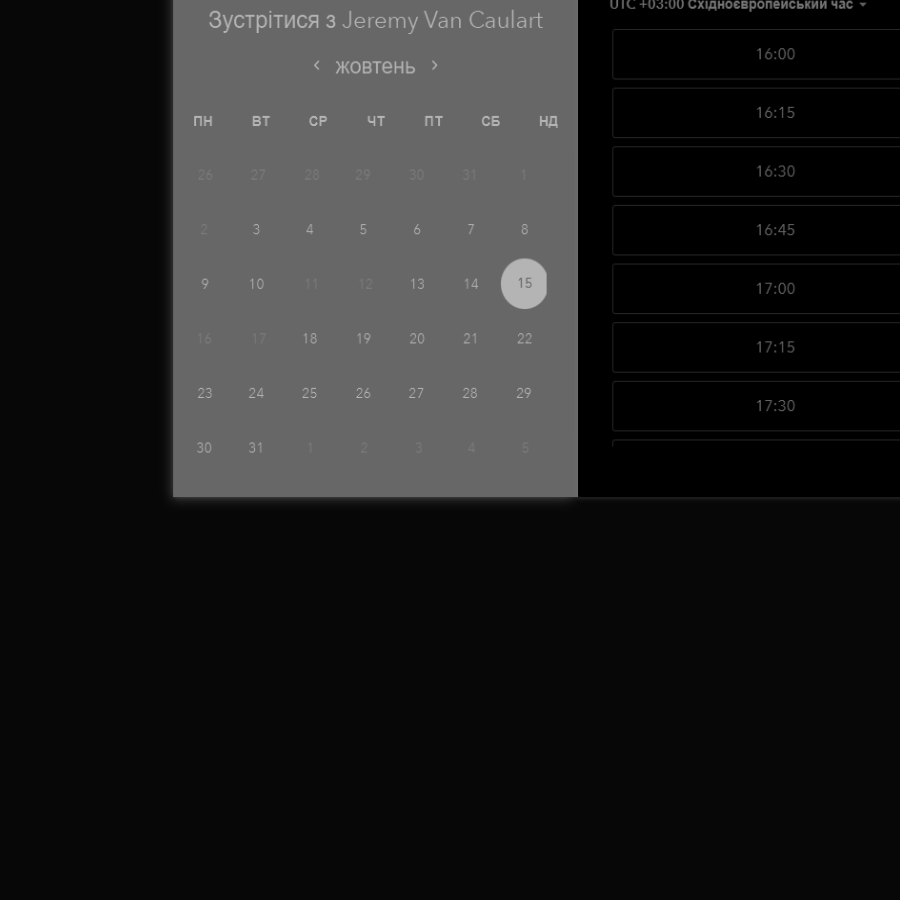 Зустрітися з Jeremy Van Caulart
жовтень
ПН ВТ СР ЧТ ПТ СБ НД
26 27 28 29 30 31 1
2 3 4 5 6 7 8
9 10 11 12 13 14 15
16 17 18 19 20 21 22
23 24 25 26 27 28 29
30 31 1 2 3 4 5
UTC +03:00 Східноєвропейський час
16:00
16:15
16:30
16:45
17:00
17:15
17:30